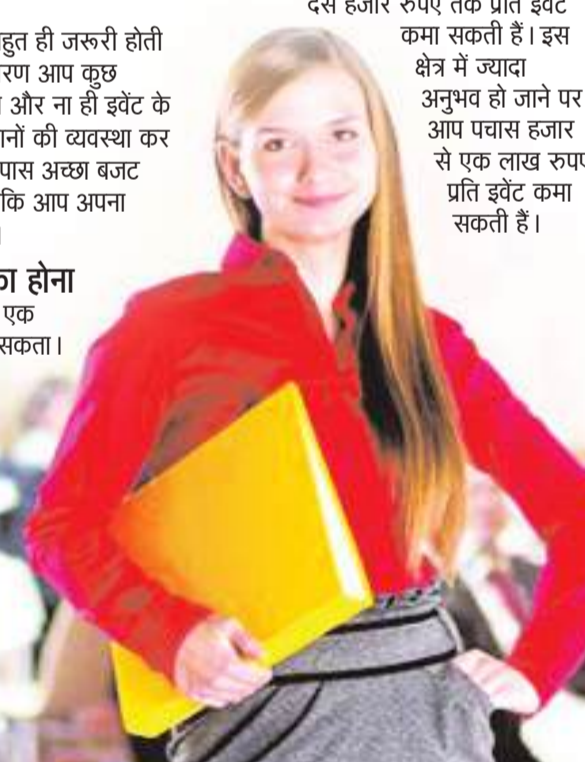 हुत ही जरूरी होती
रण आप कुछ
और ना ही इवेंट के
नों की व्यवस्था कर
पास अच्छा बजट
कि आप अपना
का होना
एक
सकता।
दस हजार रुपए तक प्रति इवेंट
कमा सकती हैं। इस
क्षेत्र में ज्यादा
अनुभव हो जाने पर
आप पचास हजार
से एक लाख रुपए
प्रति इवेंट कमा
सकती हैं।